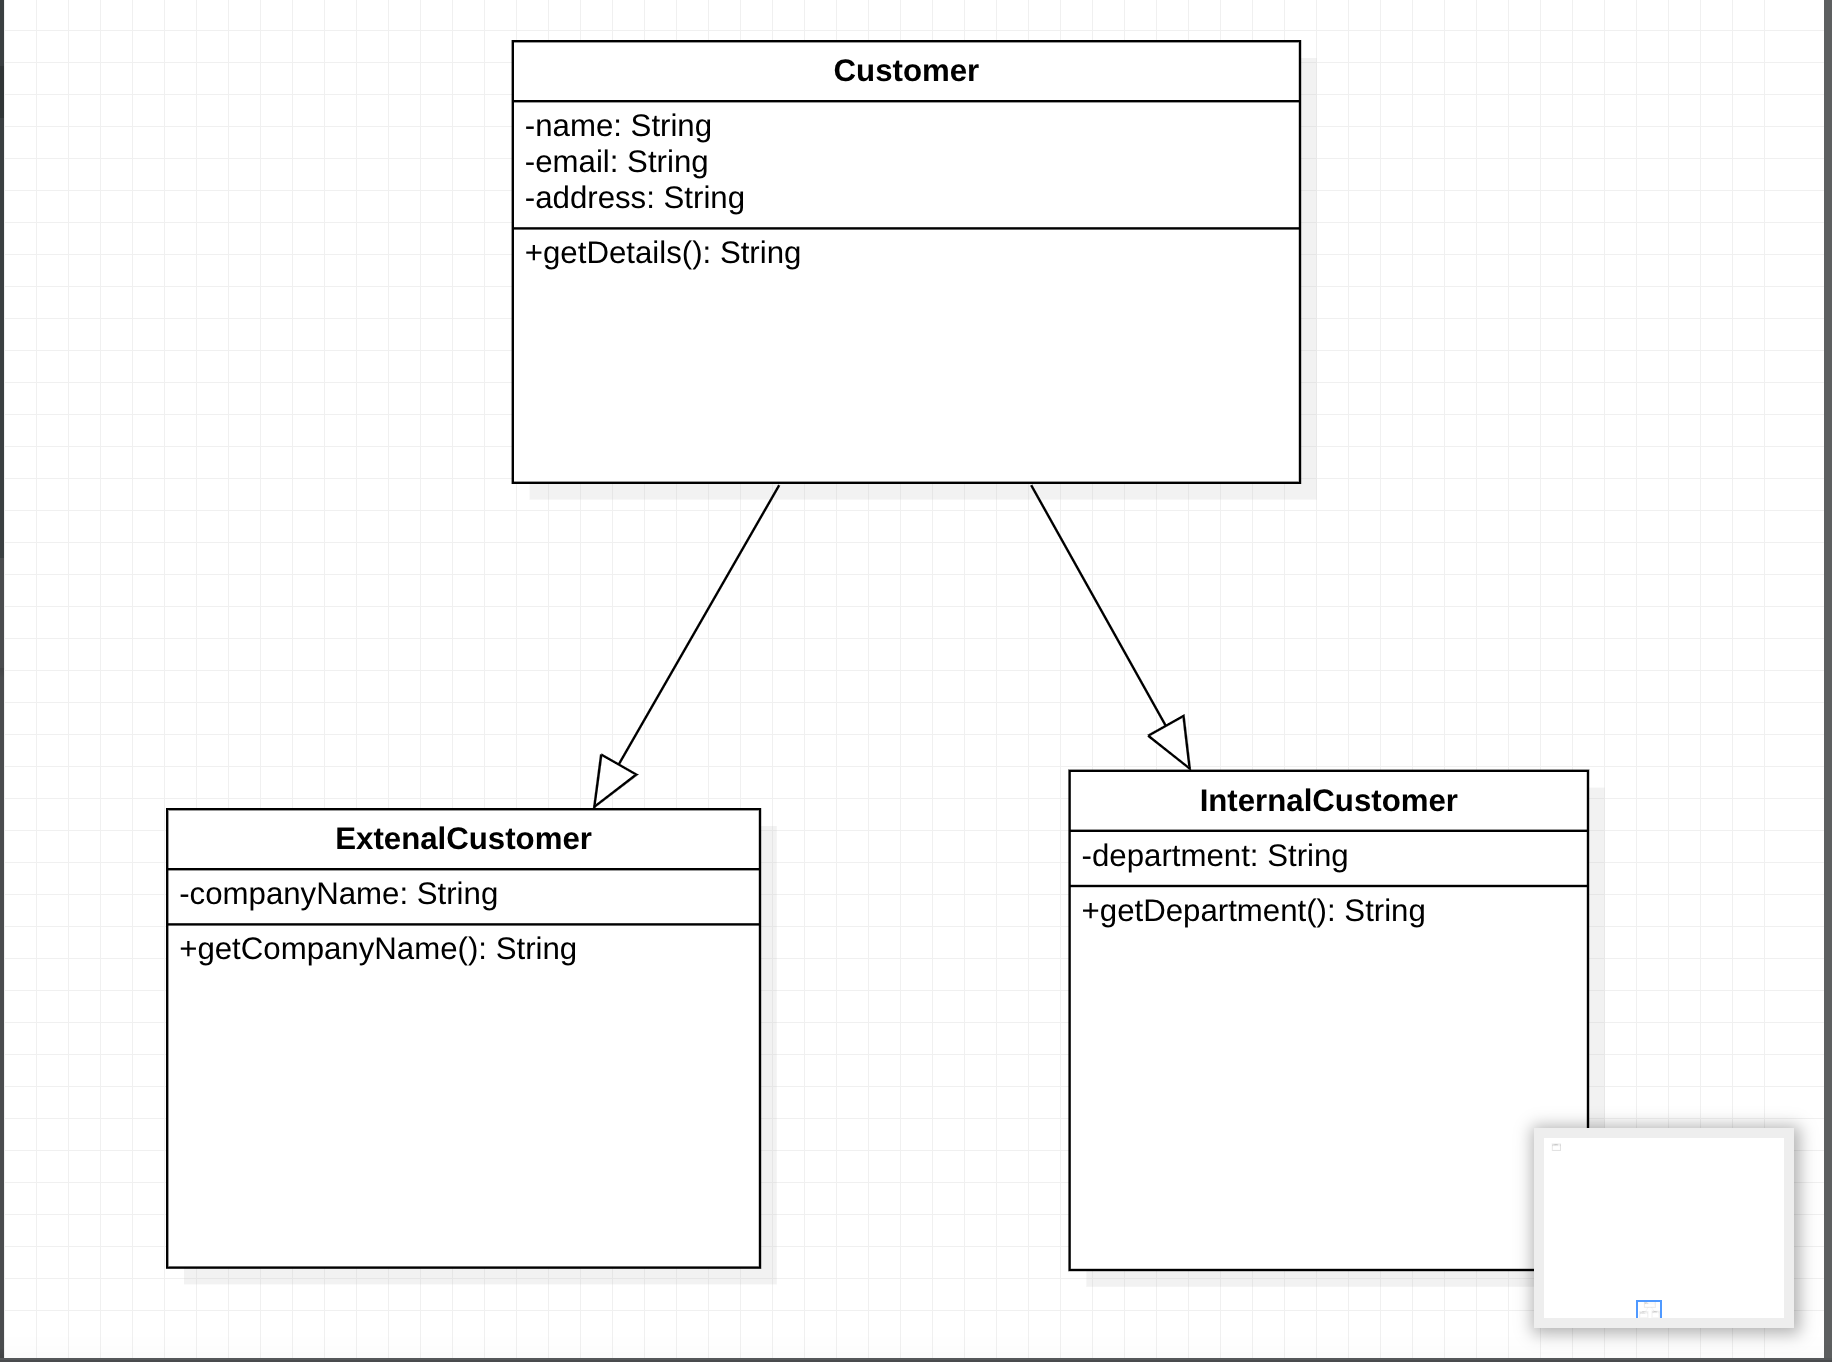 Customer
-name: String
-email: String
-address: String
+getDetails(): String
ExtenalCustomer
-companyName: String
+getCompanyName(): String
InternalCustomer
-department: String
+getDepartment(): String